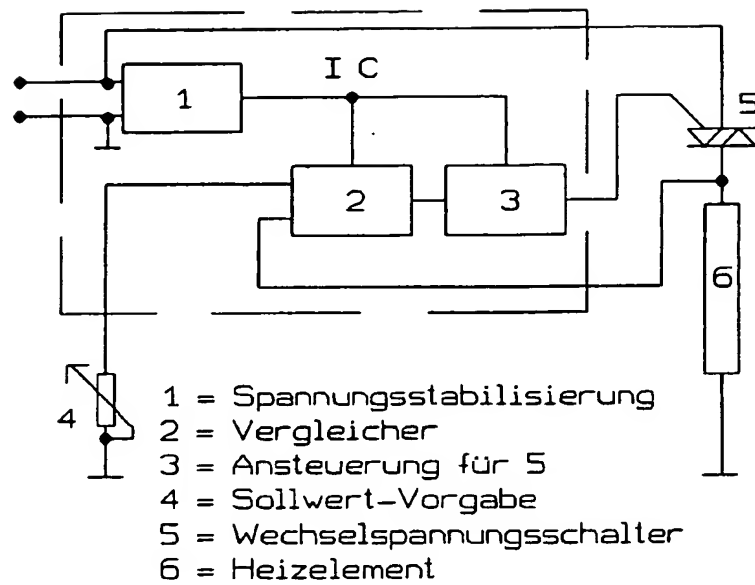 I C
1
5
2
3
6
4
1 = Spannungsstabilisierung
2 = Vergleicher
3 = Ansteuerung für 5
4 = Sollwert-Vorgabe
5 = Wechselspannungsschalter
6 = Heizelement